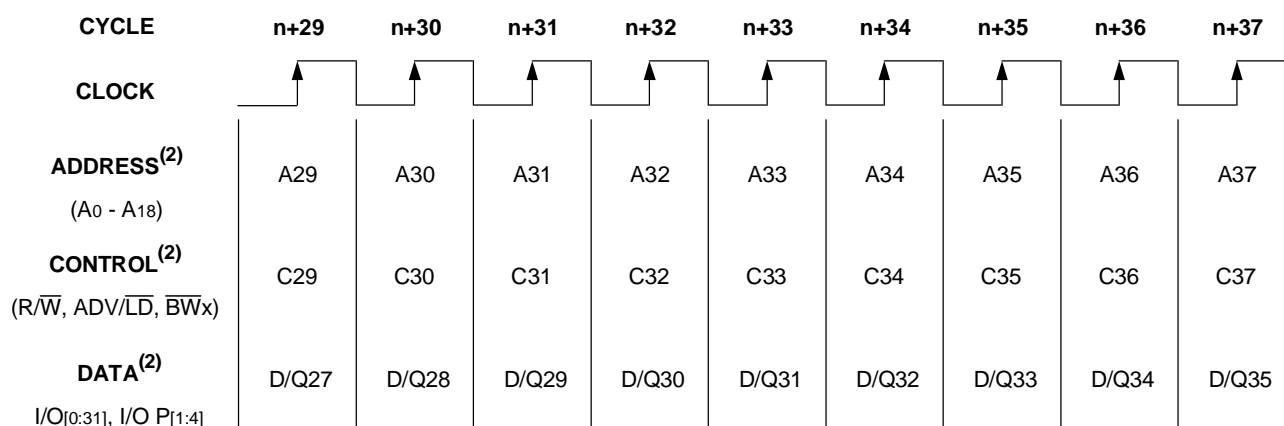 CYCLE n+29 n+30 n+31 n+32 n+33 n+34 n+35 n+36 n+37
CLOCK
ADDRESS(2) A29 A30 A31 A32 A33 A34 A35 A36 A37
(A0 - A18)
CONTROL(2) C29 C30 C31 C32 C33 C34 C35 C36 C37
(R/W̅, ADV/L̅D̅, B̅W̅x)
DATA(2) D/Q27 D/Q28 D/Q29 D/Q30 D/Q31 D/Q32 D/Q33 D/Q34 D/Q35
I/O[0:31], I/O P[1:4]